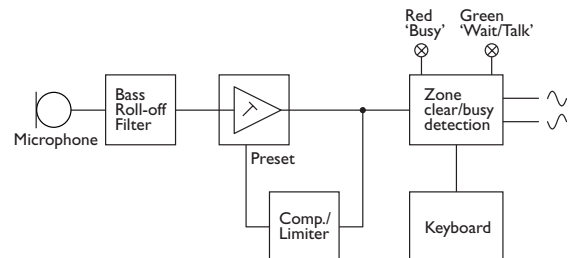 Red
'Busy'
Green
'Wait/Talk'
Bass
Roll-off
Filter
Zone
clear/busy
detection
Microphone
Preset
Comp./
Limiter
Keyboard